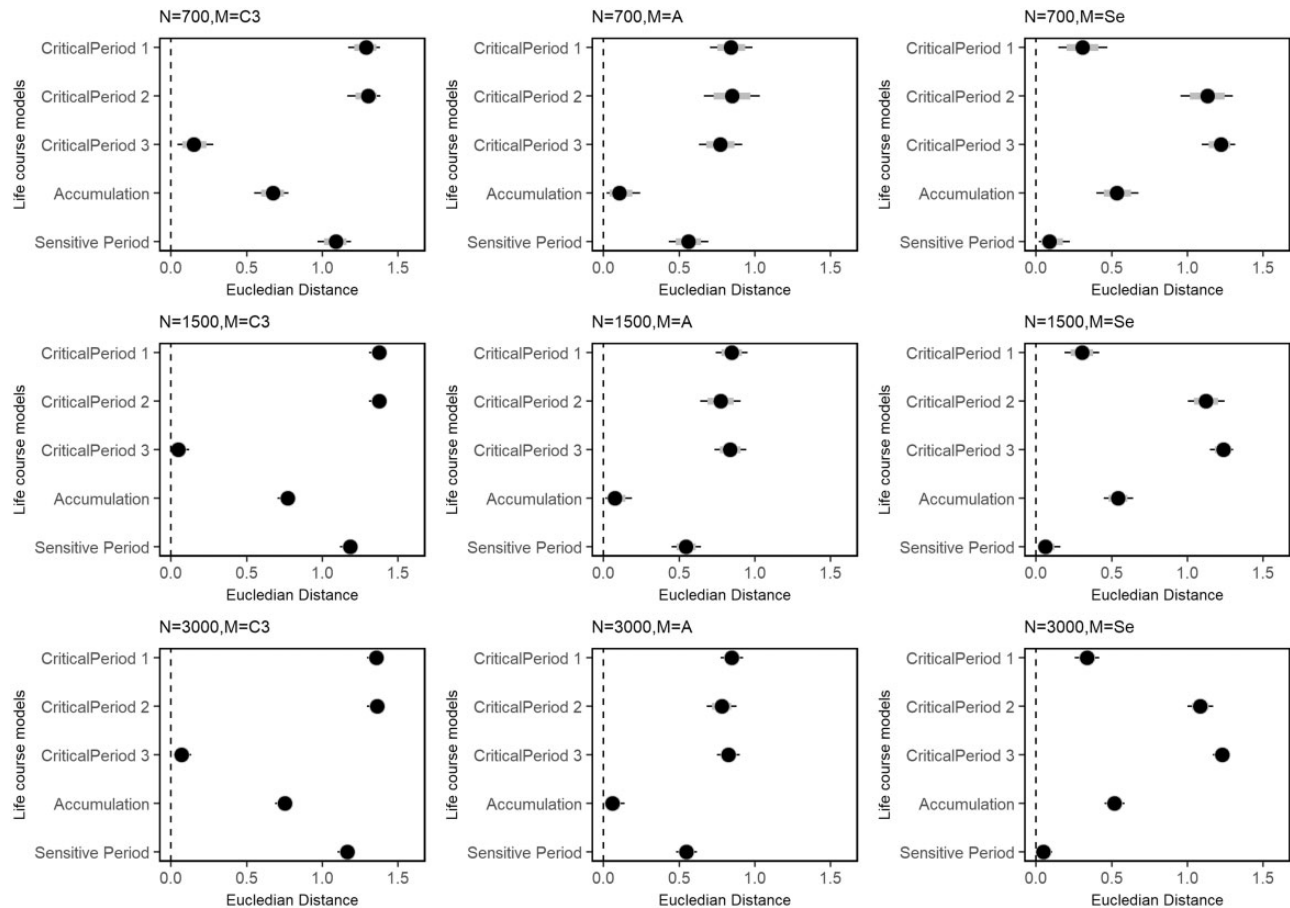 N=700,M=C3
Life course models
CriticalPeriod 1
CriticalPeriod 2
CriticalPeriod 3
Accumulation
Sensitive Period
0.0 0.5 1.0 1.5
Eucledian Distance
N=700,M=A
Life course models
CriticalPeriod 1
CriticalPeriod 2
CriticalPeriod 3
Accumulation
Sensitive Period
0.0 0.5 1.0 1.5
Eucledian Distance
N=700,M=Se
Life course models
CriticalPeriod 1
CriticalPeriod 2
CriticalPeriod 3
Accumulation
Sensitive Period
0.0 0.5 1.0 1.5
Eucledian Distance
N=1500,M=C3
Life course models
CriticalPeriod 1
CriticalPeriod 2
CriticalPeriod 3
Accumulation
Sensitive Period
0.0 0.5 1.0 1.5
Eucledian Distance
N=1500,M=A
Life course models
CriticalPeriod 1
CriticalPeriod 2
CriticalPeriod 3
Accumulation
Sensitive Period
0.0 0.5 1.0 1.5
Eucledian Distance
N=1500,M=Se
Life course models
CriticalPeriod 1
CriticalPeriod 2
CriticalPeriod 3
Accumulation
Sensitive Period
0.0 0.5 1.0 1.5
Eucledian Distance
N=3000,M=C3
Life course models
CriticalPeriod 1
CriticalPeriod 2
CriticalPeriod 3
Accumulation
Sensitive Period
0.0 0.5 1.0 1.5
Eucledian Distance
N=3000,M=A
Life course models
CriticalPeriod 1
CriticalPeriod 2
CriticalPeriod 3
Accumulation
Sensitive Period
0.0 0.5 1.0 1.5
Eucledian Distance
N=3000,M=Se
Life course models
CriticalPeriod 1
CriticalPeriod 2
CriticalPeriod 3
Accumulation
Sensitive Period
0.0 0.5 1.0 1.5
Eucledian Distance